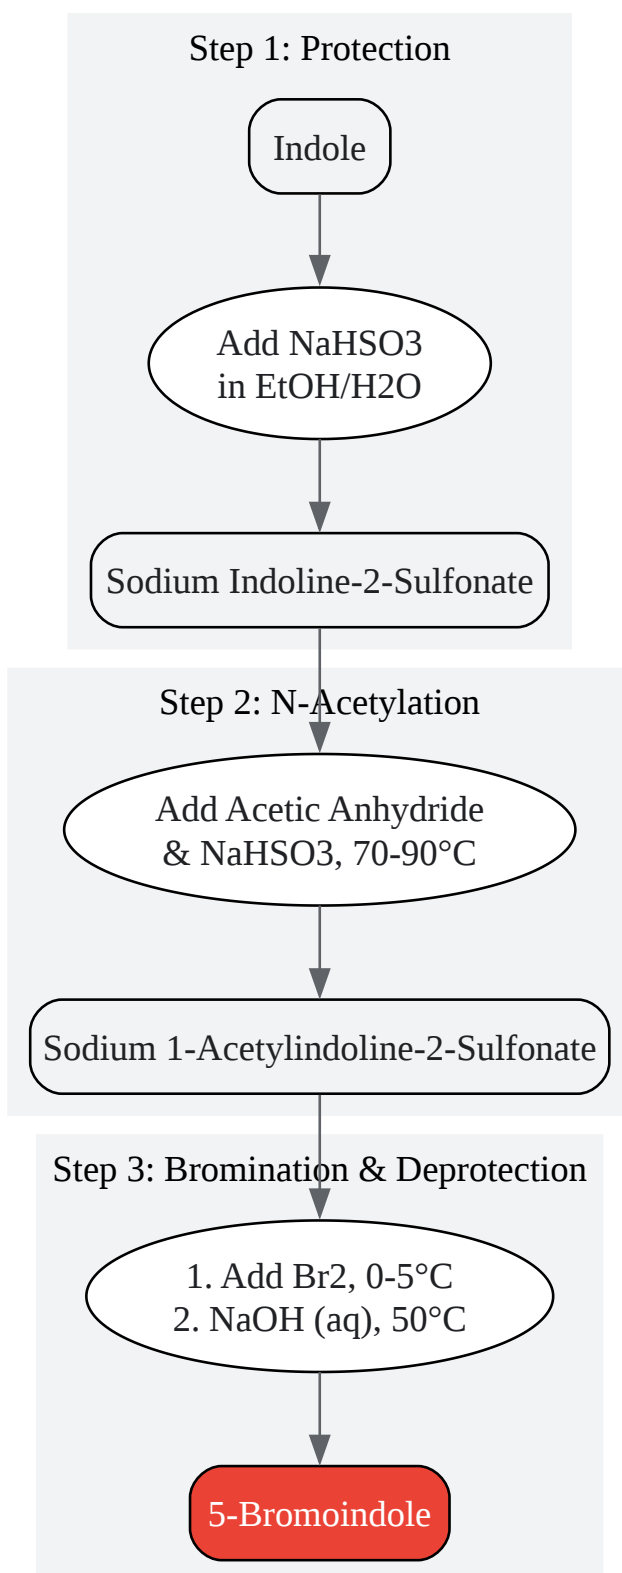 Step 1: Protection
Indole
Add NaHSO3
in EtOH/H2O
Sodium Indoline-2-Sulfonate
Step 2: N-Acetylation
Add Acetic Anhydride
& NaHSO3, 70-90°C
Sodium 1-Acetylindoline-2-Sulfonate
Step 3: Bromination & Deprotection
1. Add Br2, 0-5°C
2. NaOH (aq), 50°C
5-Bromoindole